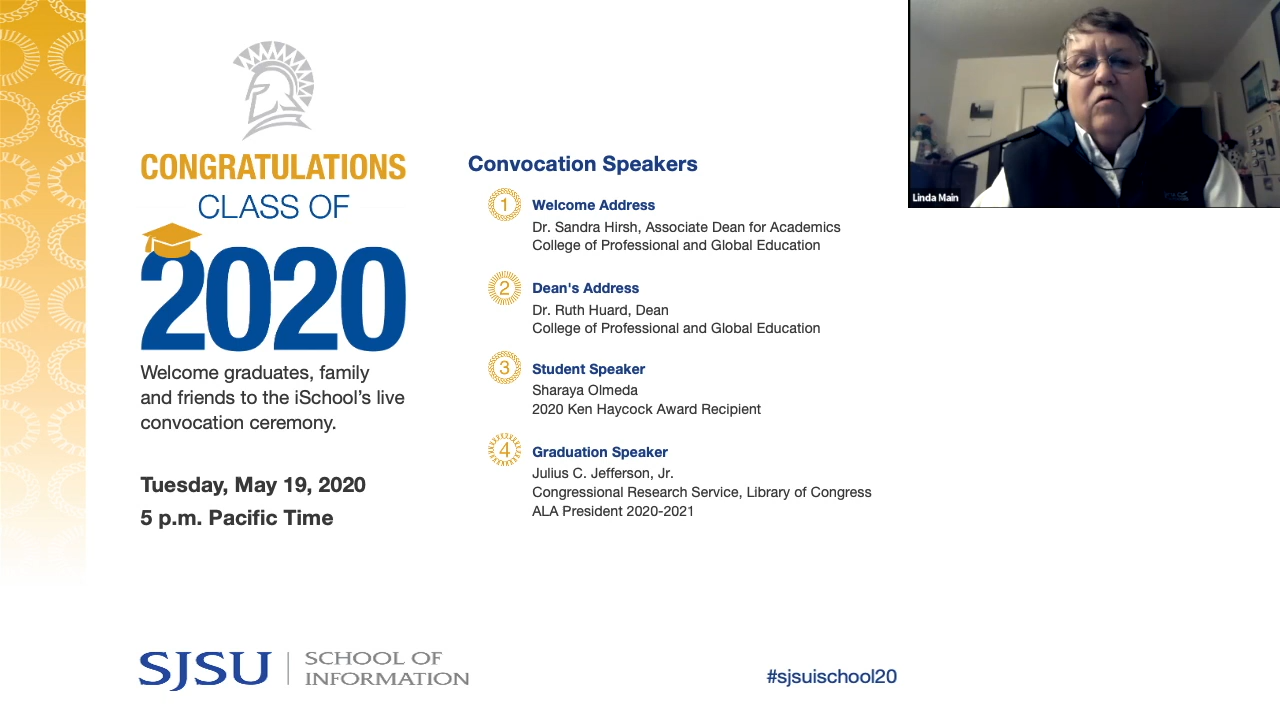 CONGRATULATIONS
CLASS OF
2020
Welcome graduates, family
and friends to the iSchool's live
convocation ceremony.
Tuesday, May 19, 2020
5 p.m. Pacific Time
Convocation Speakers
1
Welcome Address
Dr. Sandra Hirsh, Associate Dean for Academics
College of Professional and Global Education
2
Dean's Address
Dr. Ruth Huard, Dean
College of Professional and Global Education
3
Student Speaker
Sharaya Olmeda
2020 Ken Haycock Award Recipient
4
Graduation Speaker
Julius C. Jefferson, Jr.
Congressional Research Service, Library of Congress
ALA President 2020-2021
Linda Main
SJSU
SCHOOL OF
INFORMATION
#sjsuischool20